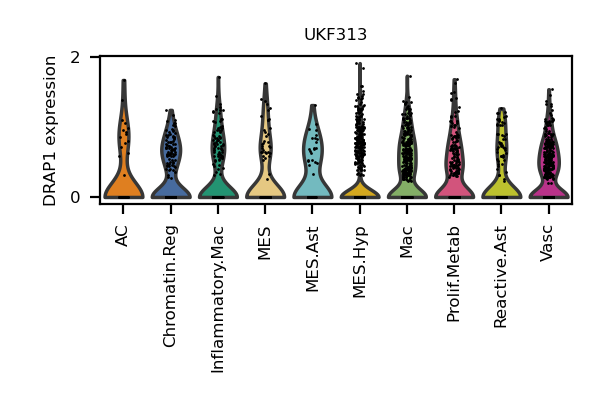 UKF313
DRAP1 expression
2
0
AC
Chromatin.Reg
Inflammatory.Mac
MES
MES.Ast
MES.Hyp
Mac
Prolif.Metab
Reactive.Ast
Vasc